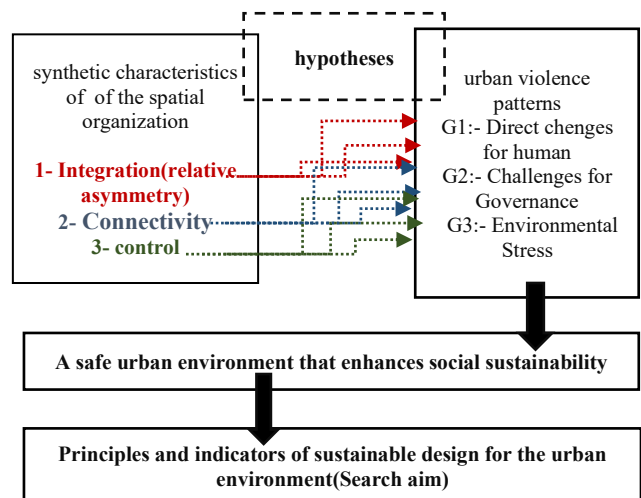 hypotheses
synthetic characteristics
of of the spatial
organization
1- Integration(relative
asymmetry)
2- Connectivity
3- control
urban violence
patterns
G1:- Direct chenges
for human
G2:- Challenges for
Governance
G3:- Environmental
Stress
A safe urban environment that enhances social sustainability
Principles and indicators of sustainable design for the urban
environment(Search aim)